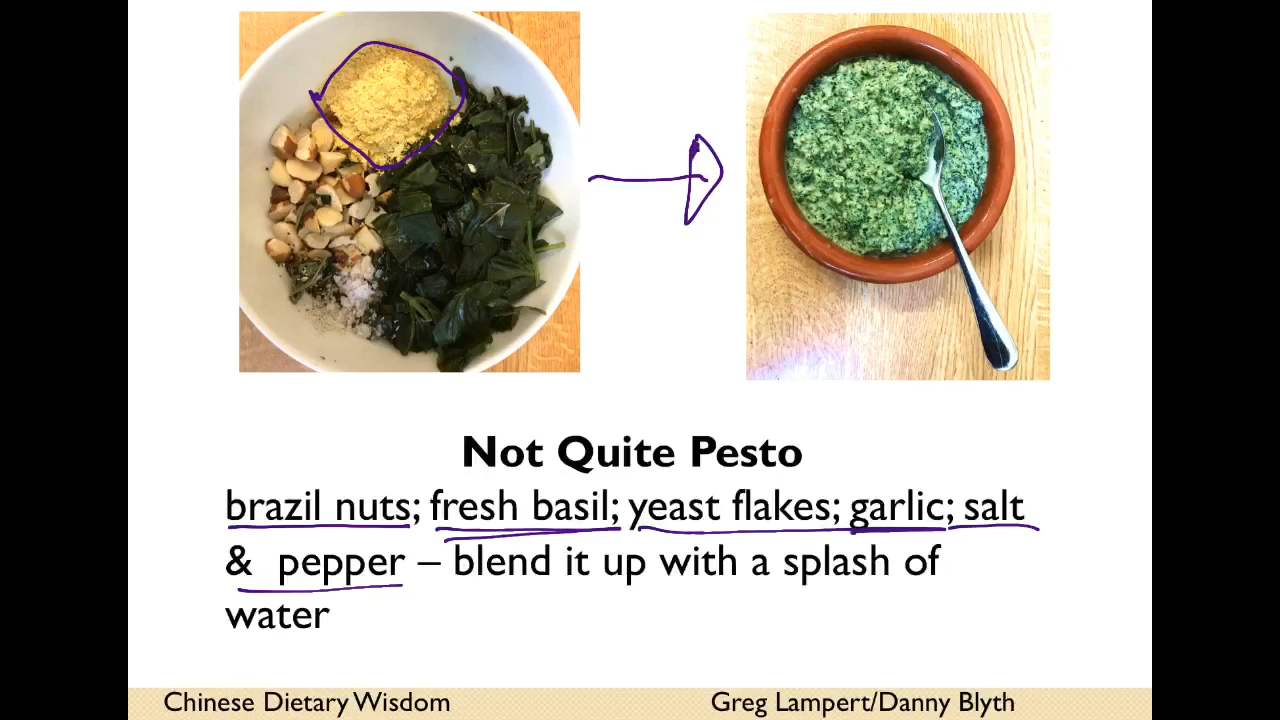 Not Quite Pesto
brazil nuts; fresh basil; yeast flakes; garlic; salt
& pepper – blend it up with a splash of
water
Chinese Dietary Wisdom
Greg Lampert/Danny Blyth